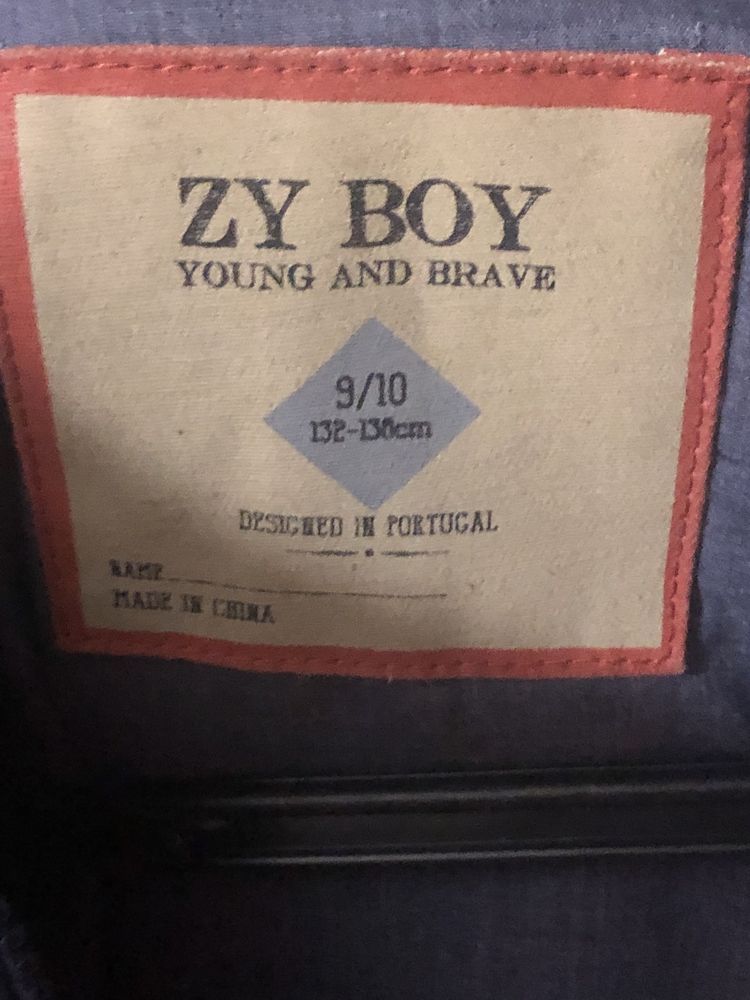 ZY BOY
YOUNG AND BRAVE
9/10
132-138cm
DESIGNED IN PORTUGAL
NAME
MADE IN CHINA